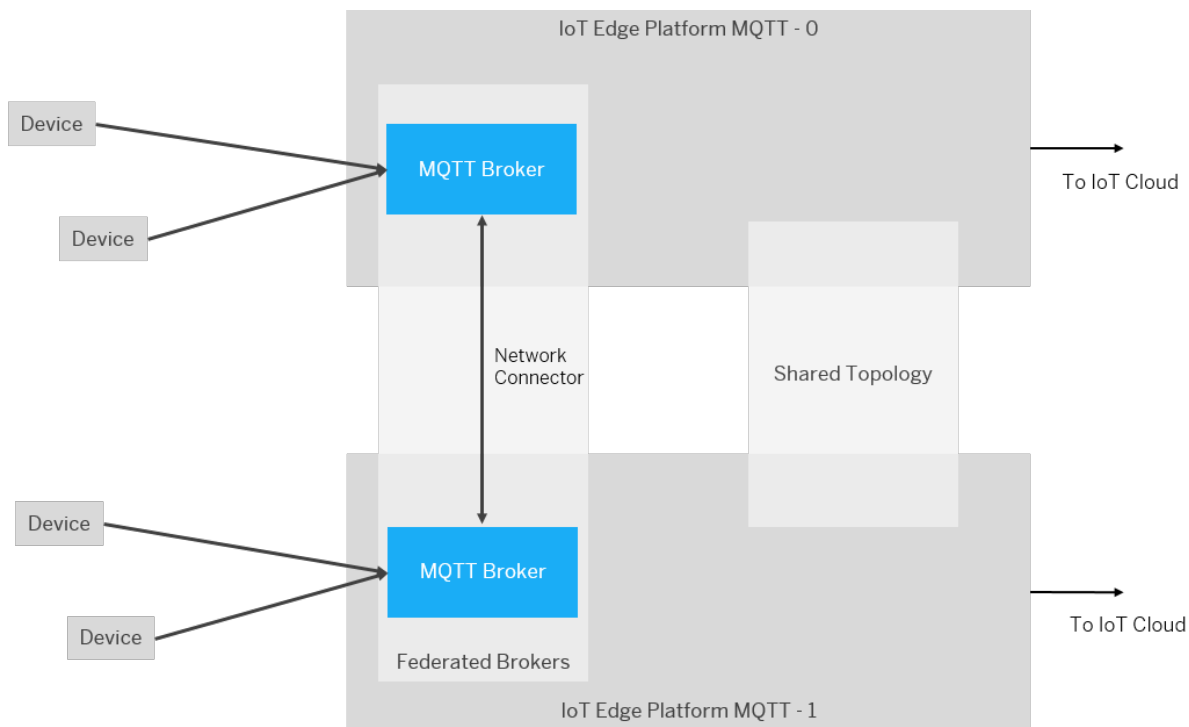 IoT Edge Platform MQTT - 0
Device
MQTT Broker
To IoT Cloud
Device
Network
Connector
Shared Topology
Device
MQTT Broker
To IoT Cloud
Device
Federated Brokers
IoT Edge Platform MQTT - 1